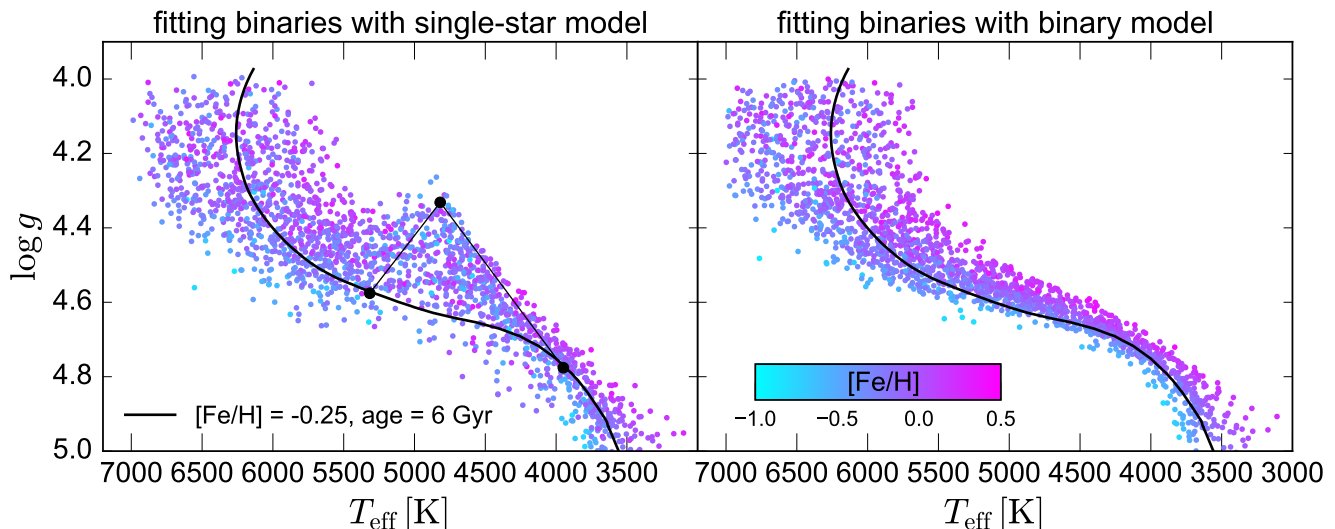 fitting binaries with single-star model
fitting binaries with binary model
log g
4.0
4.2
4.4
4.6
4.8
5.0
[Fe/H] = -0.25, age = 6 Gyr
[Fe/H]
−1.0 −0.5 0.0 0.5
7000 6500 6000 5500 5000 4500 4000 3500
7000 6500 6000 5500 5000 4500 4000 3500 3000
Teff [K]
Teff [K]